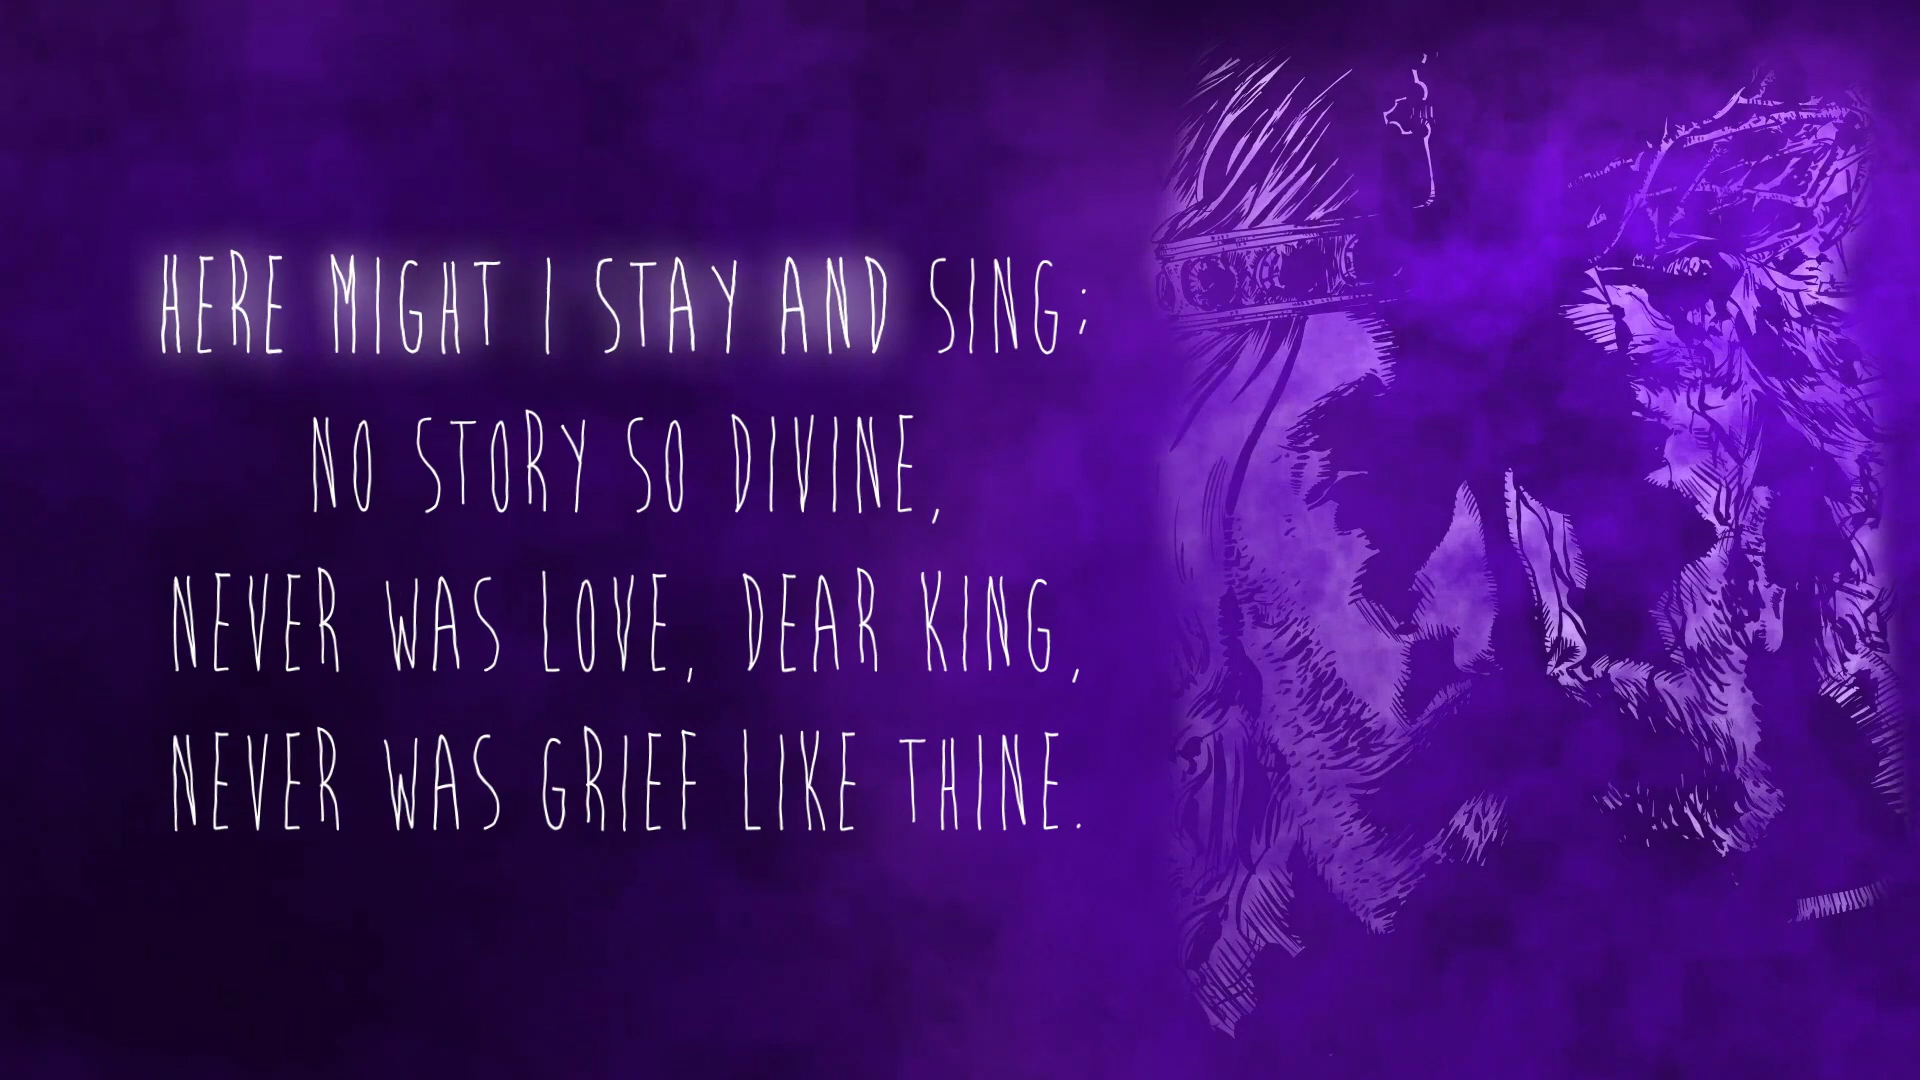 HERE MIGHT I STAY AND SING;
NO STORY SO DIVINE,
NEVER WAS LOVE, DEAR KING,
NEVER WAS GRIEF LIKE THINE.